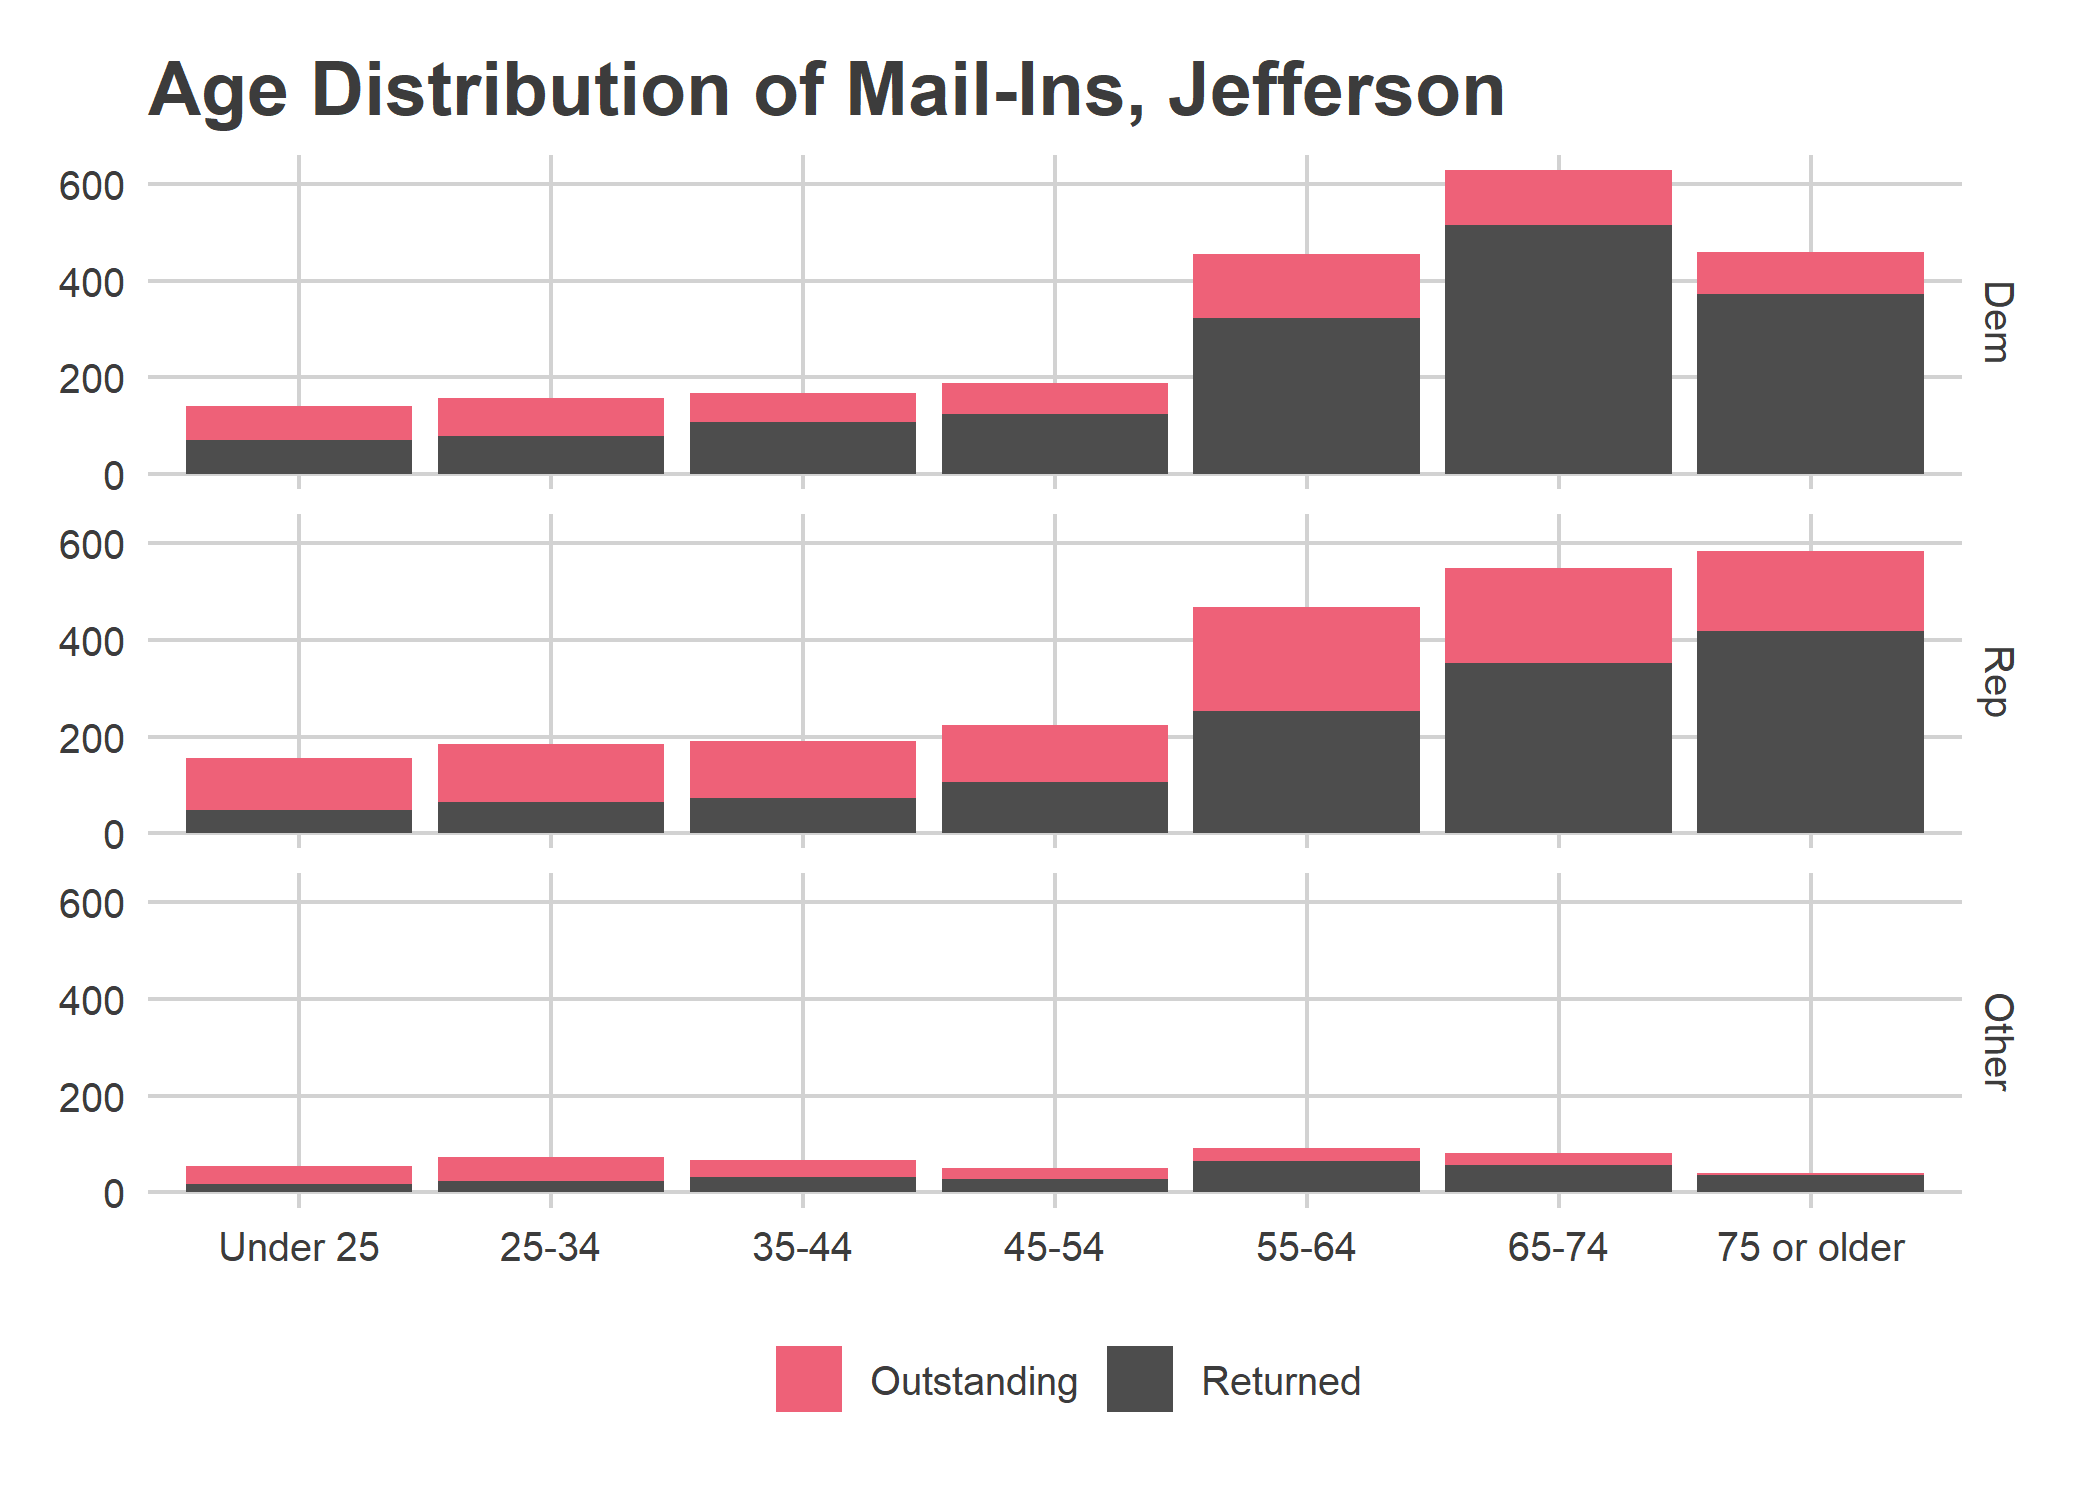 Age Distribution of Mail-Ins, Jefferson
600
400
200
0
Dem
600
400
200
0
Rep
600
400
200
0
Other
Under 25 25-34 35-44 45-54 55-64 65-74 75 or older
Outstanding Returned